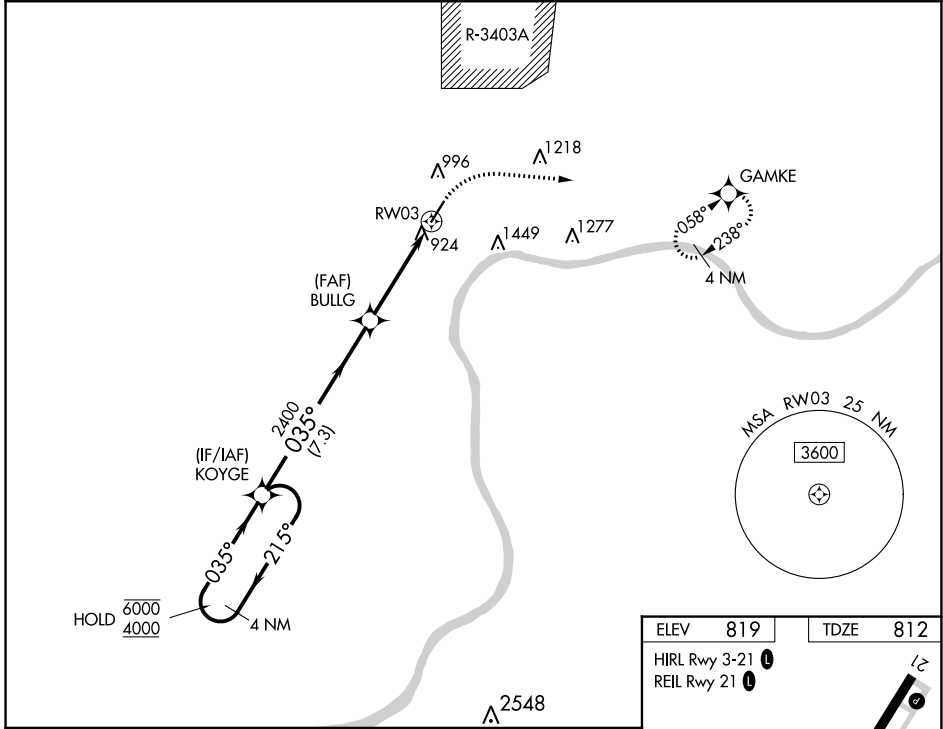 R-3403A
996
1218
GAMKE
RW03
058°
238°
924
1449
1277
4 NM
(FAF)
BULLG
2400
035°
(7.3)
MSA RW03 25 NM
3600
(IF/IAF)
KOYGE
035°
215°
HOLD 6000
4000
4 NM
ELEV 819
TDZE 812
HIRL Rwy 3-21 L
REIL Rwy 21 L
21
P
2548